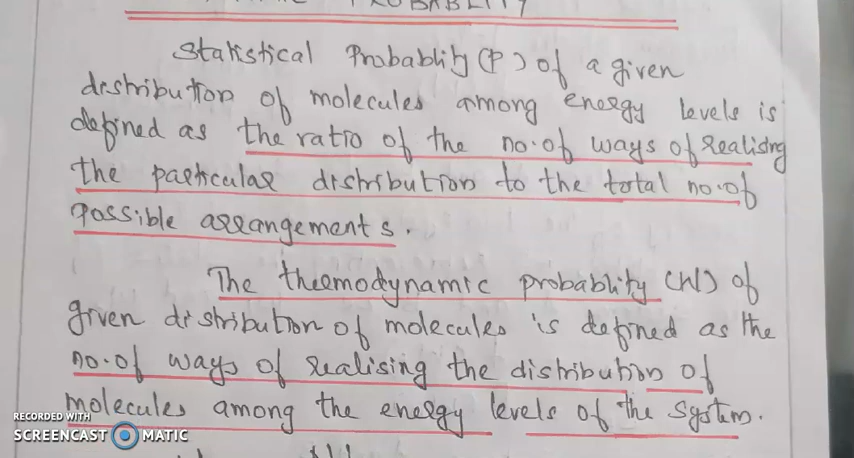 PROBABLITY
Statistical Probablity (P) of a given
distribution of molecules among energy levels is
defined as the ratio of the no. of ways of Realising
the particular distribution to the total no. of
possible arrangements.
The thermodynamic probablity (W) of
given distribution of molecules is defined as the
no. of ways of realising the distribution of
molecules among the energy levels of the system.
RECORDED WITH
SCREENCAST MATIC